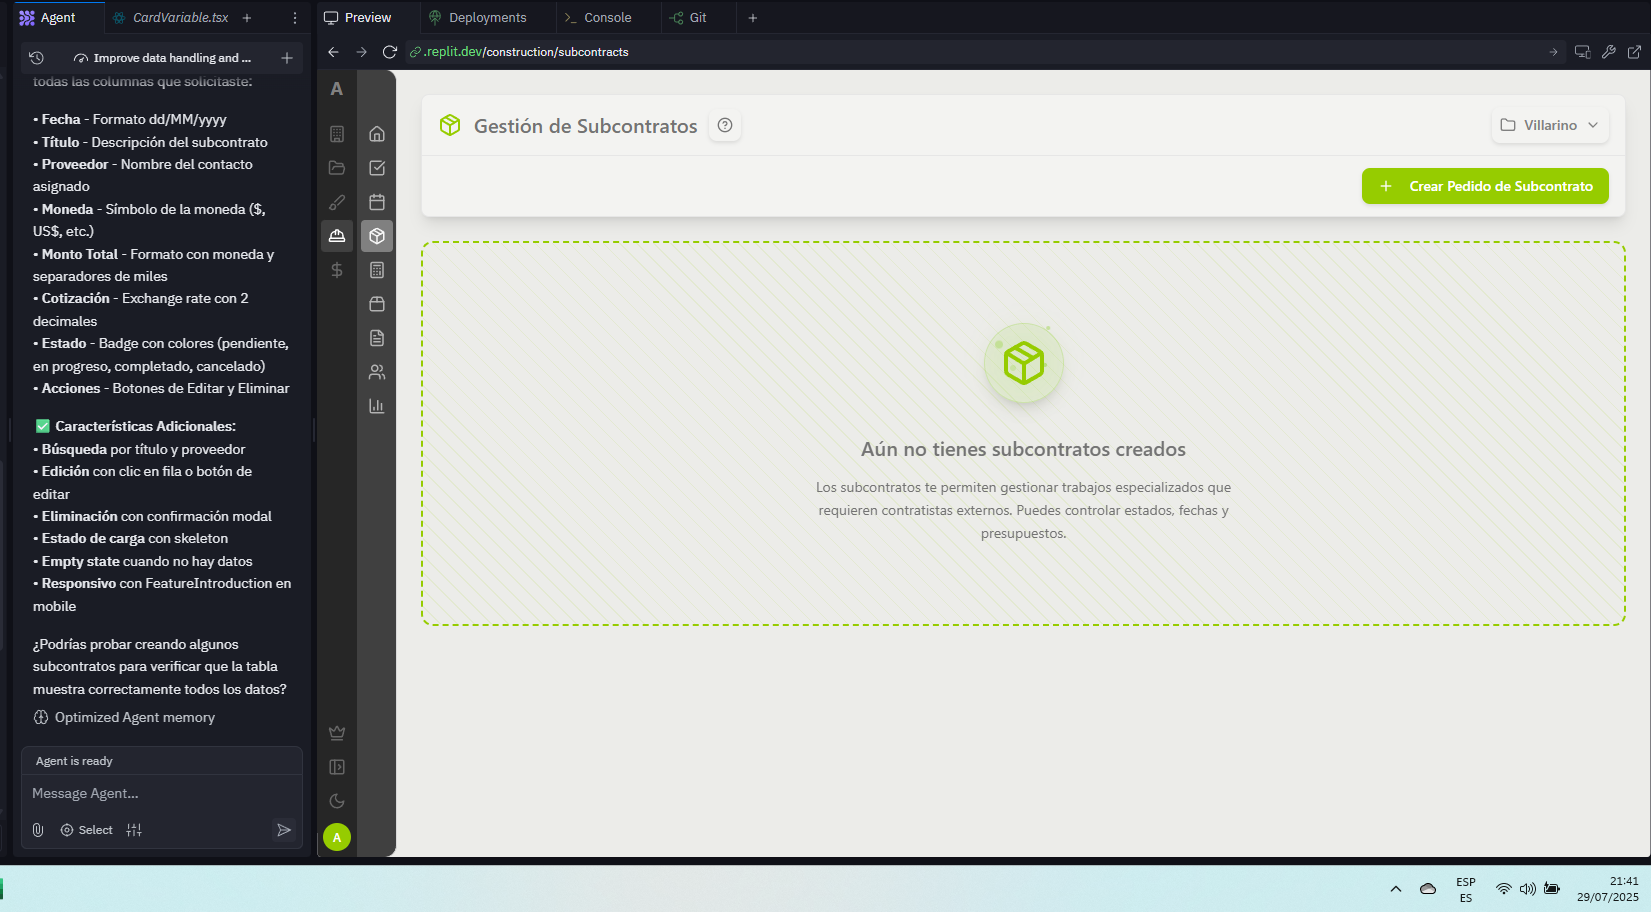 Agent
CardVariable.tsx
Preview
Deployments
Console
Git
Improve data handling and ...
.replit.dev/construction/subcontracts
todas las columnas que solicitaste:
• Fecha - Formato dd/MM/yyyy
• Título - Descripción del subcontrato
• Proveedor - Nombre del contacto
asignado
• Moneda - Símbolo de la moneda ($,
US$, etc.)
• Monto Total - Formato con moneda y
separadores de miles
• Cotización - Exchange rate con 2
decimales
• Estado - Badge con colores (pendiente,
en progreso, completado, cancelado)
• Acciones - Botones de Editar y Eliminar
✅ Características Adicionales:
• Búsqueda por título y proveedor
• Edición con clic en fila o botón de
editar
• Eliminación con confirmación modal
• Estado de carga con skeleton
• Empty state cuando no hay datos
• Responsivo con FeatureIntroduction en
mobile
¿Podrías probar creando algunos
subcontratos para verificar que la tabla
muestra correctamente todos los datos?
Optimized Agent memory
Agent is ready
Message Agent...
Select
A
A
Gestión de Subcontratos
Villarino
+ Crear Pedido de Subcontrato
Aún no tienes subcontratos creados
Los subcontratos te permiten gestionar trabajos especializados que
requieren contratistas externos. Puedes controlar estados, fechas y
presupuestos.
ESP
ES
21:41
29/07/2025